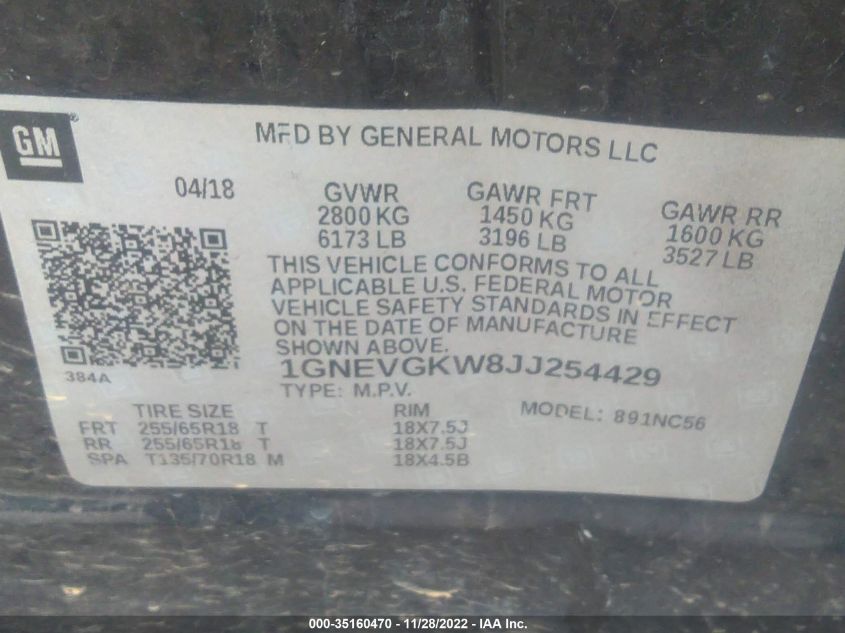 GM®
MFD BY GENERAL MOTORS LLC
04/18
GVWR
2800 KG
6173 LB
GAWR FRT
1450 KG
3196 LB
GAWR RR
1600 KG
3527 LB
THIS VEHICLE CONFORMS TO ALL
APPLICABLE U.S. FEDERAL MOTOR
VEHICLE SAFETY STANDARDS IN EFFECT
ON THE DATE OF MANUFACTURE
SHOWN ABOVE.
384A
1GNEVGKW8JJ254429
TYPE: M.P.V.
MODEL: 891NC56
TIRE SIZE RIM
FRT 255/65R18 T 18X7.5J
RR 255/65R18 T 18X7.5J
SPA T135/70R18 M 18X4.5B
000-35160470 - 11/28/2022 - IAA Inc.